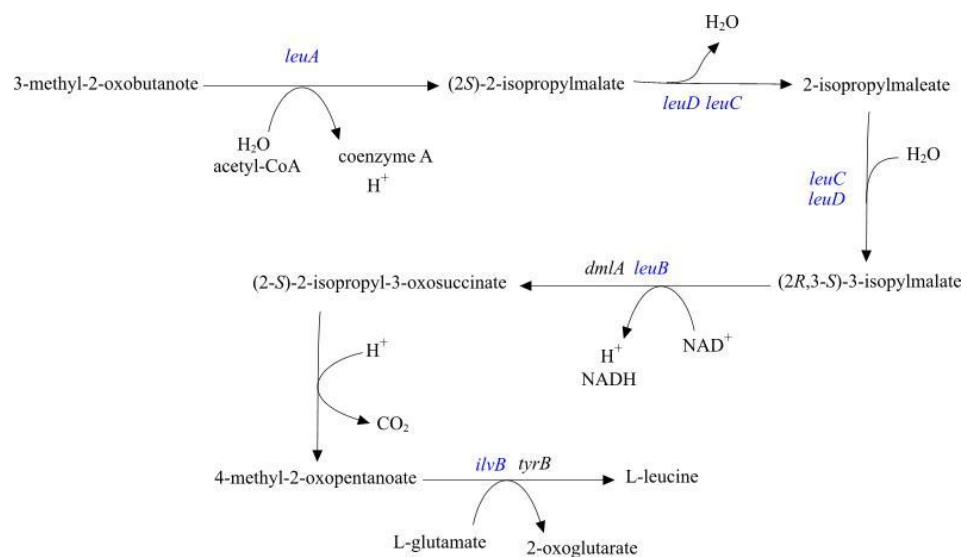 H₂O
leuA
3-methyl-2-oxobutanote
(2S)-2-isopropylmalate
2-isopropylmaleate
leuD leuC
H₂O
acetyl-CoA
coenzyme A
H⁺
H₂O
leuC
leuD
(2-S)-2-isopropyl-3-oxosuccinate
dmlA leuB
(2R,3-S)-3-isopylmalate
H⁺
NADH
NAD⁺
H⁺
CO₂
4-methyl-2-oxopentanoate
ilvB tyrB
L-leucine
L-glutamate
2-oxoglutarate